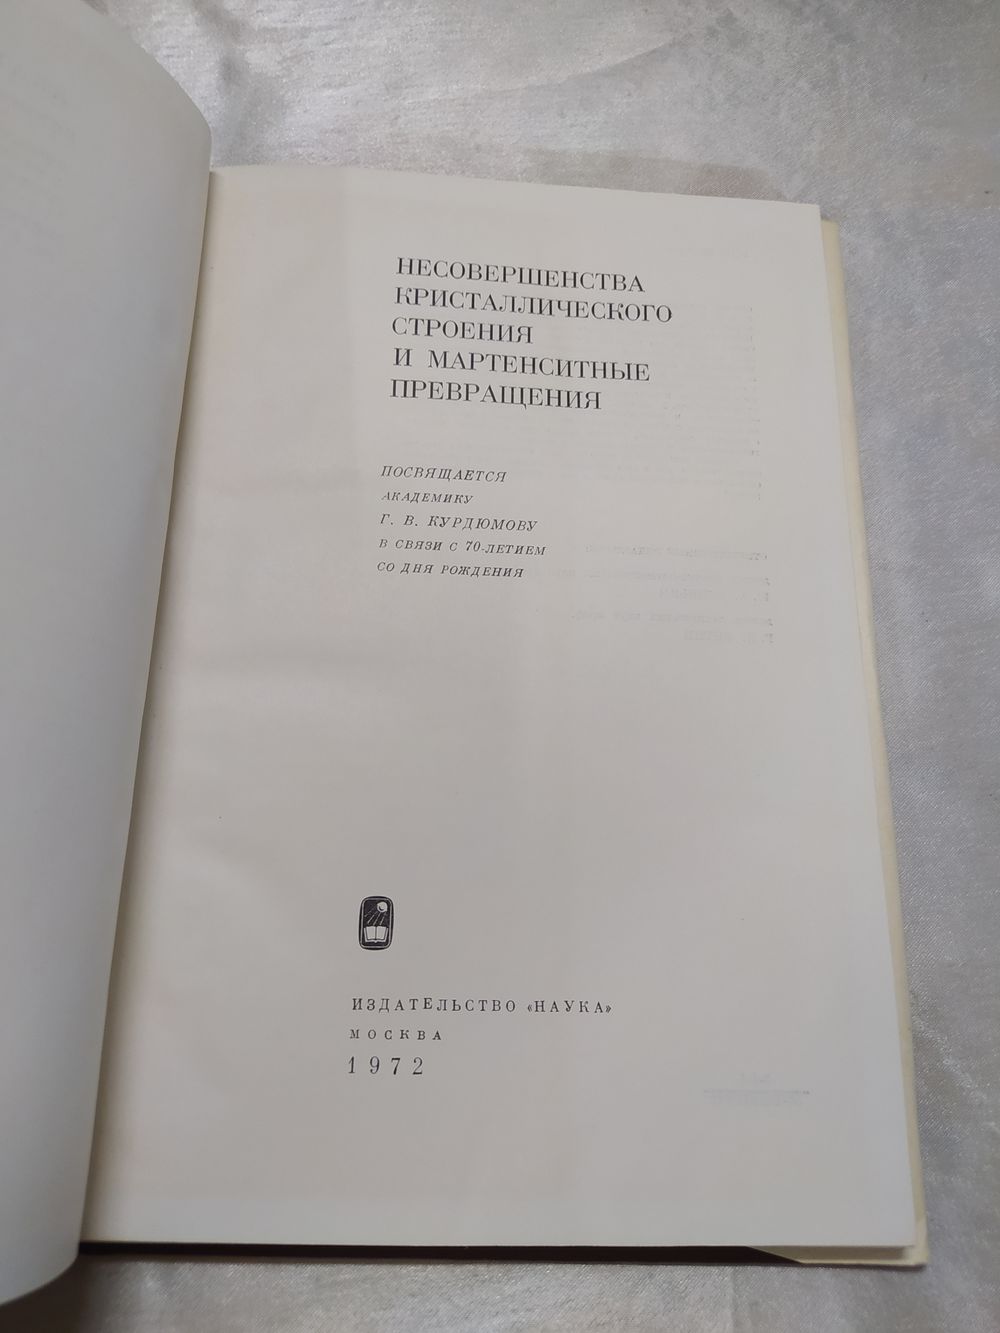 НЕСОВЕРШЕНСТВА
КРИСТАЛЛИЧЕСКОГО
СТРОЕНИЯ
И МАРТЕНСИТНЫЕ
ПРЕВРАЩЕНИЯ
ПОСВЯЩАЕТСЯ
АКАДЕМИКУ
Г. В. КУРДЮМОВУ
В СВЯЗИ С 70-ЛЕТИЕМ
СО ДНЯ РОЖДЕНИЯ
ИЗДАТЕЛЬСТВО «НАУКА»
МОСКВА
1972